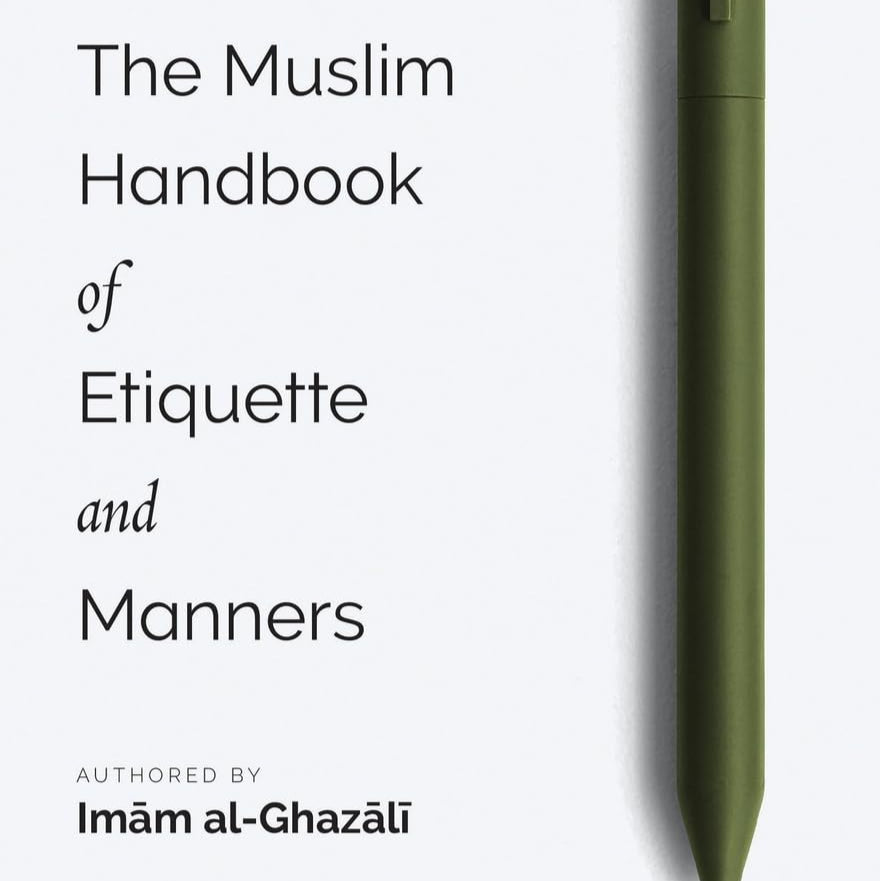 The Muslim
Handbook
of
Etiquette
and
Manners
AUTHORED BY
Imām al-Ghazālī